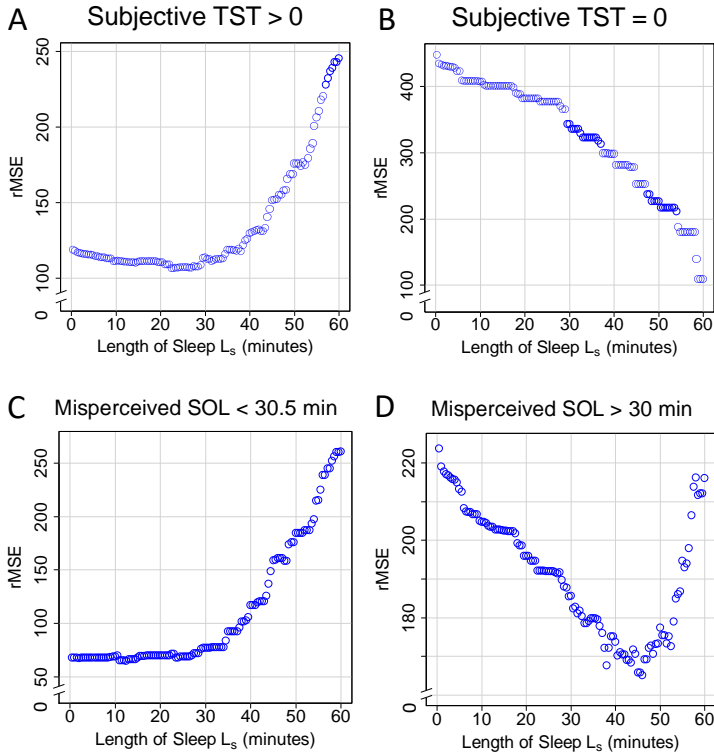 A
Subjective TST > 0
250
200
150
100
0
rMSE
0 10 20 30 40 50 60
Length of Sleep Ls (minutes)
B
Subjective TST = 0
400
300
200
100
0
rMSE
0 10 20 30 40 50 60
Length of Sleep Ls (minutes)
C
Misperceived SOL < 30.5 min
250
200
150
100
50
0
rMSE
0 10 20 30 40 50 60
Length of Sleep Ls (minutes)
D
Misperceived SOL > 30 min
220
200
180
0
rMSE
0 10 20 30 40 50 60
Length of Sleep Ls (minutes)